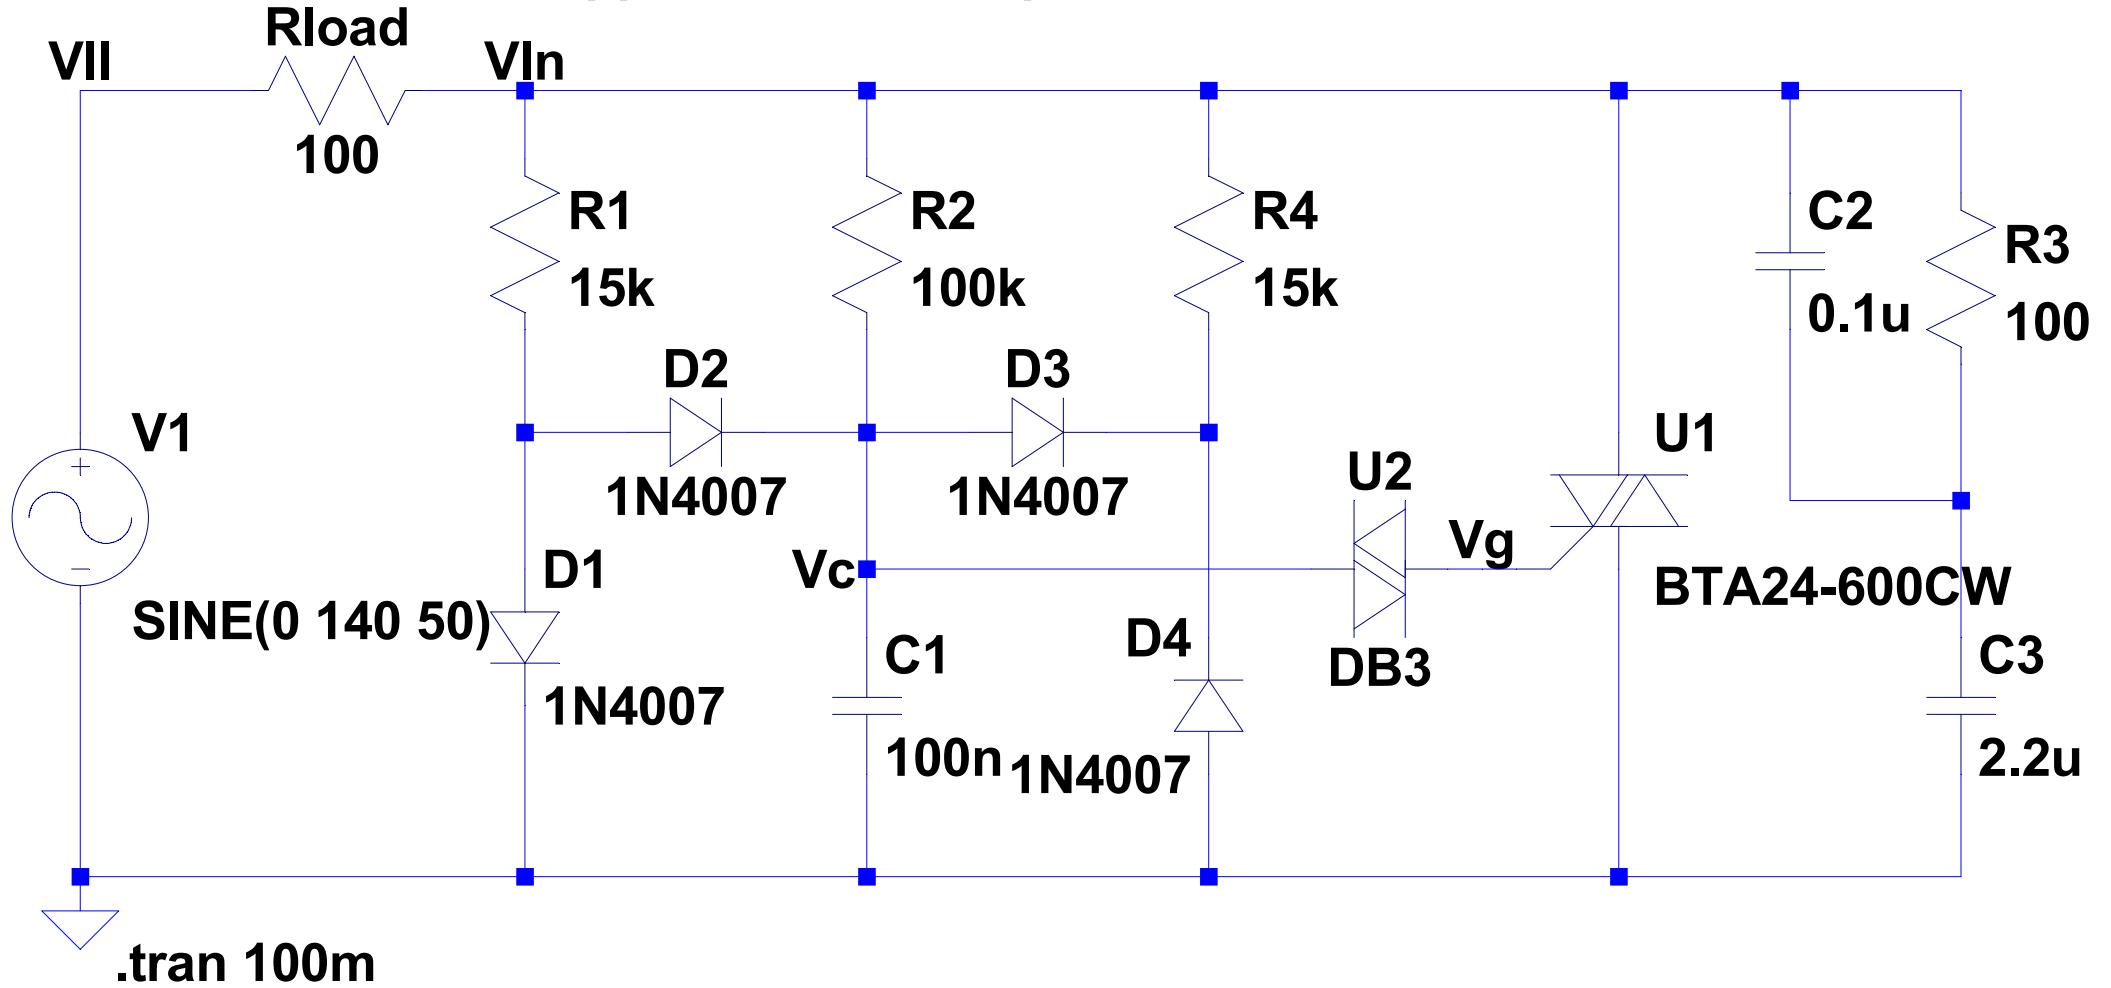 Rload
VII
VIn
100
R1
15k
R2
100k
R4
15k
C2
0.1u
R3
100
D2
1N4007
D3
1N4007
V1
+
SINE(0 140 50)
U2
DB3
Vg
U1
BTA24-600CW
D1
1N4007
Vc
C1
100n
D4
1N4007
C3
2.2u
.tran 100m